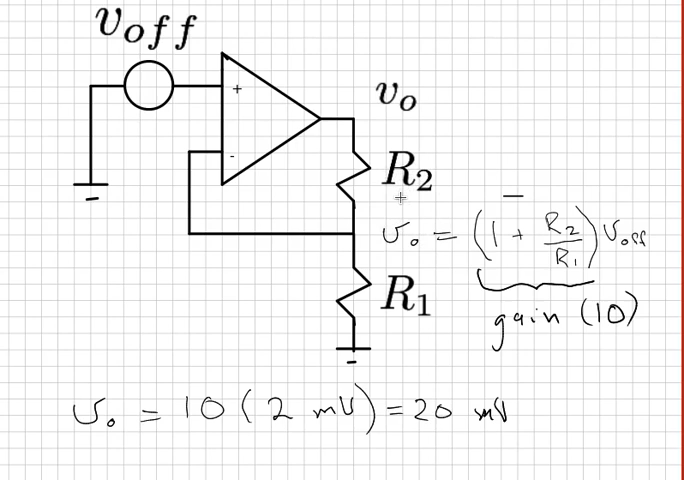 v_off
+
v_o
-
R_2
v_o = (1 + R_2/R_1) v_off
R_1
gain (10)
v_o = 10 (2 mV) = 20 mV